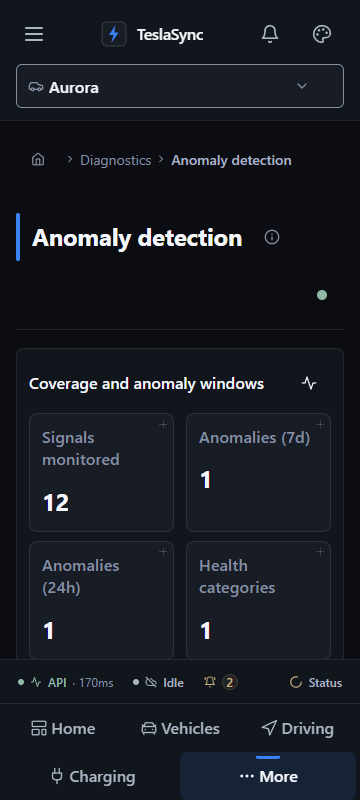 TeslaSync
Aurora
Diagnostics
Anomaly detection
Anomaly detection
Coverage and anomaly windows
Signals
monitored
12
Anomalies (7d)
1
Anomalies
(24h)
1
Health
categories
1
API · 170ms
Idle
2
Status
Home
Vehicles
Driving
Charging
More